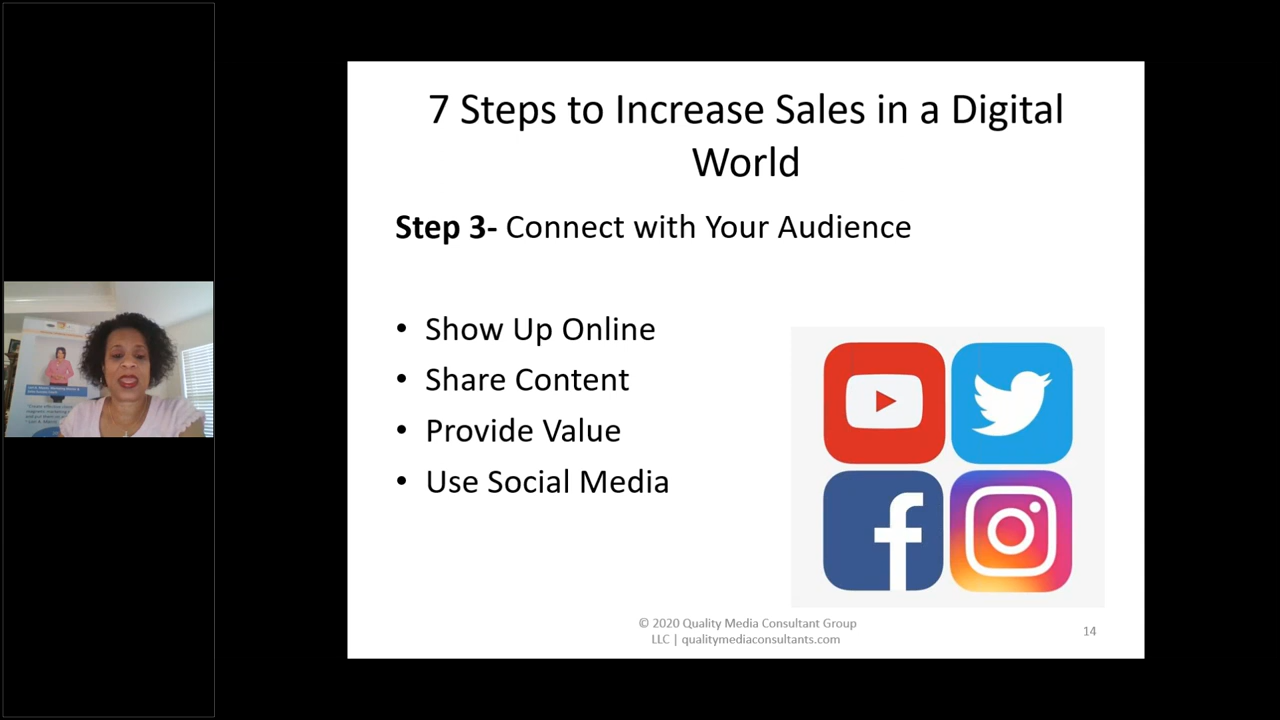 7 Steps to Increase Sales in a Digital
World
Step 3- Connect with Your Audience
• Show Up Online
• Share Content
• Provide Value
• Use Social Media
© 2020 Quality Media Consultant Group
LLC | qualitymediaconsultants.com
14